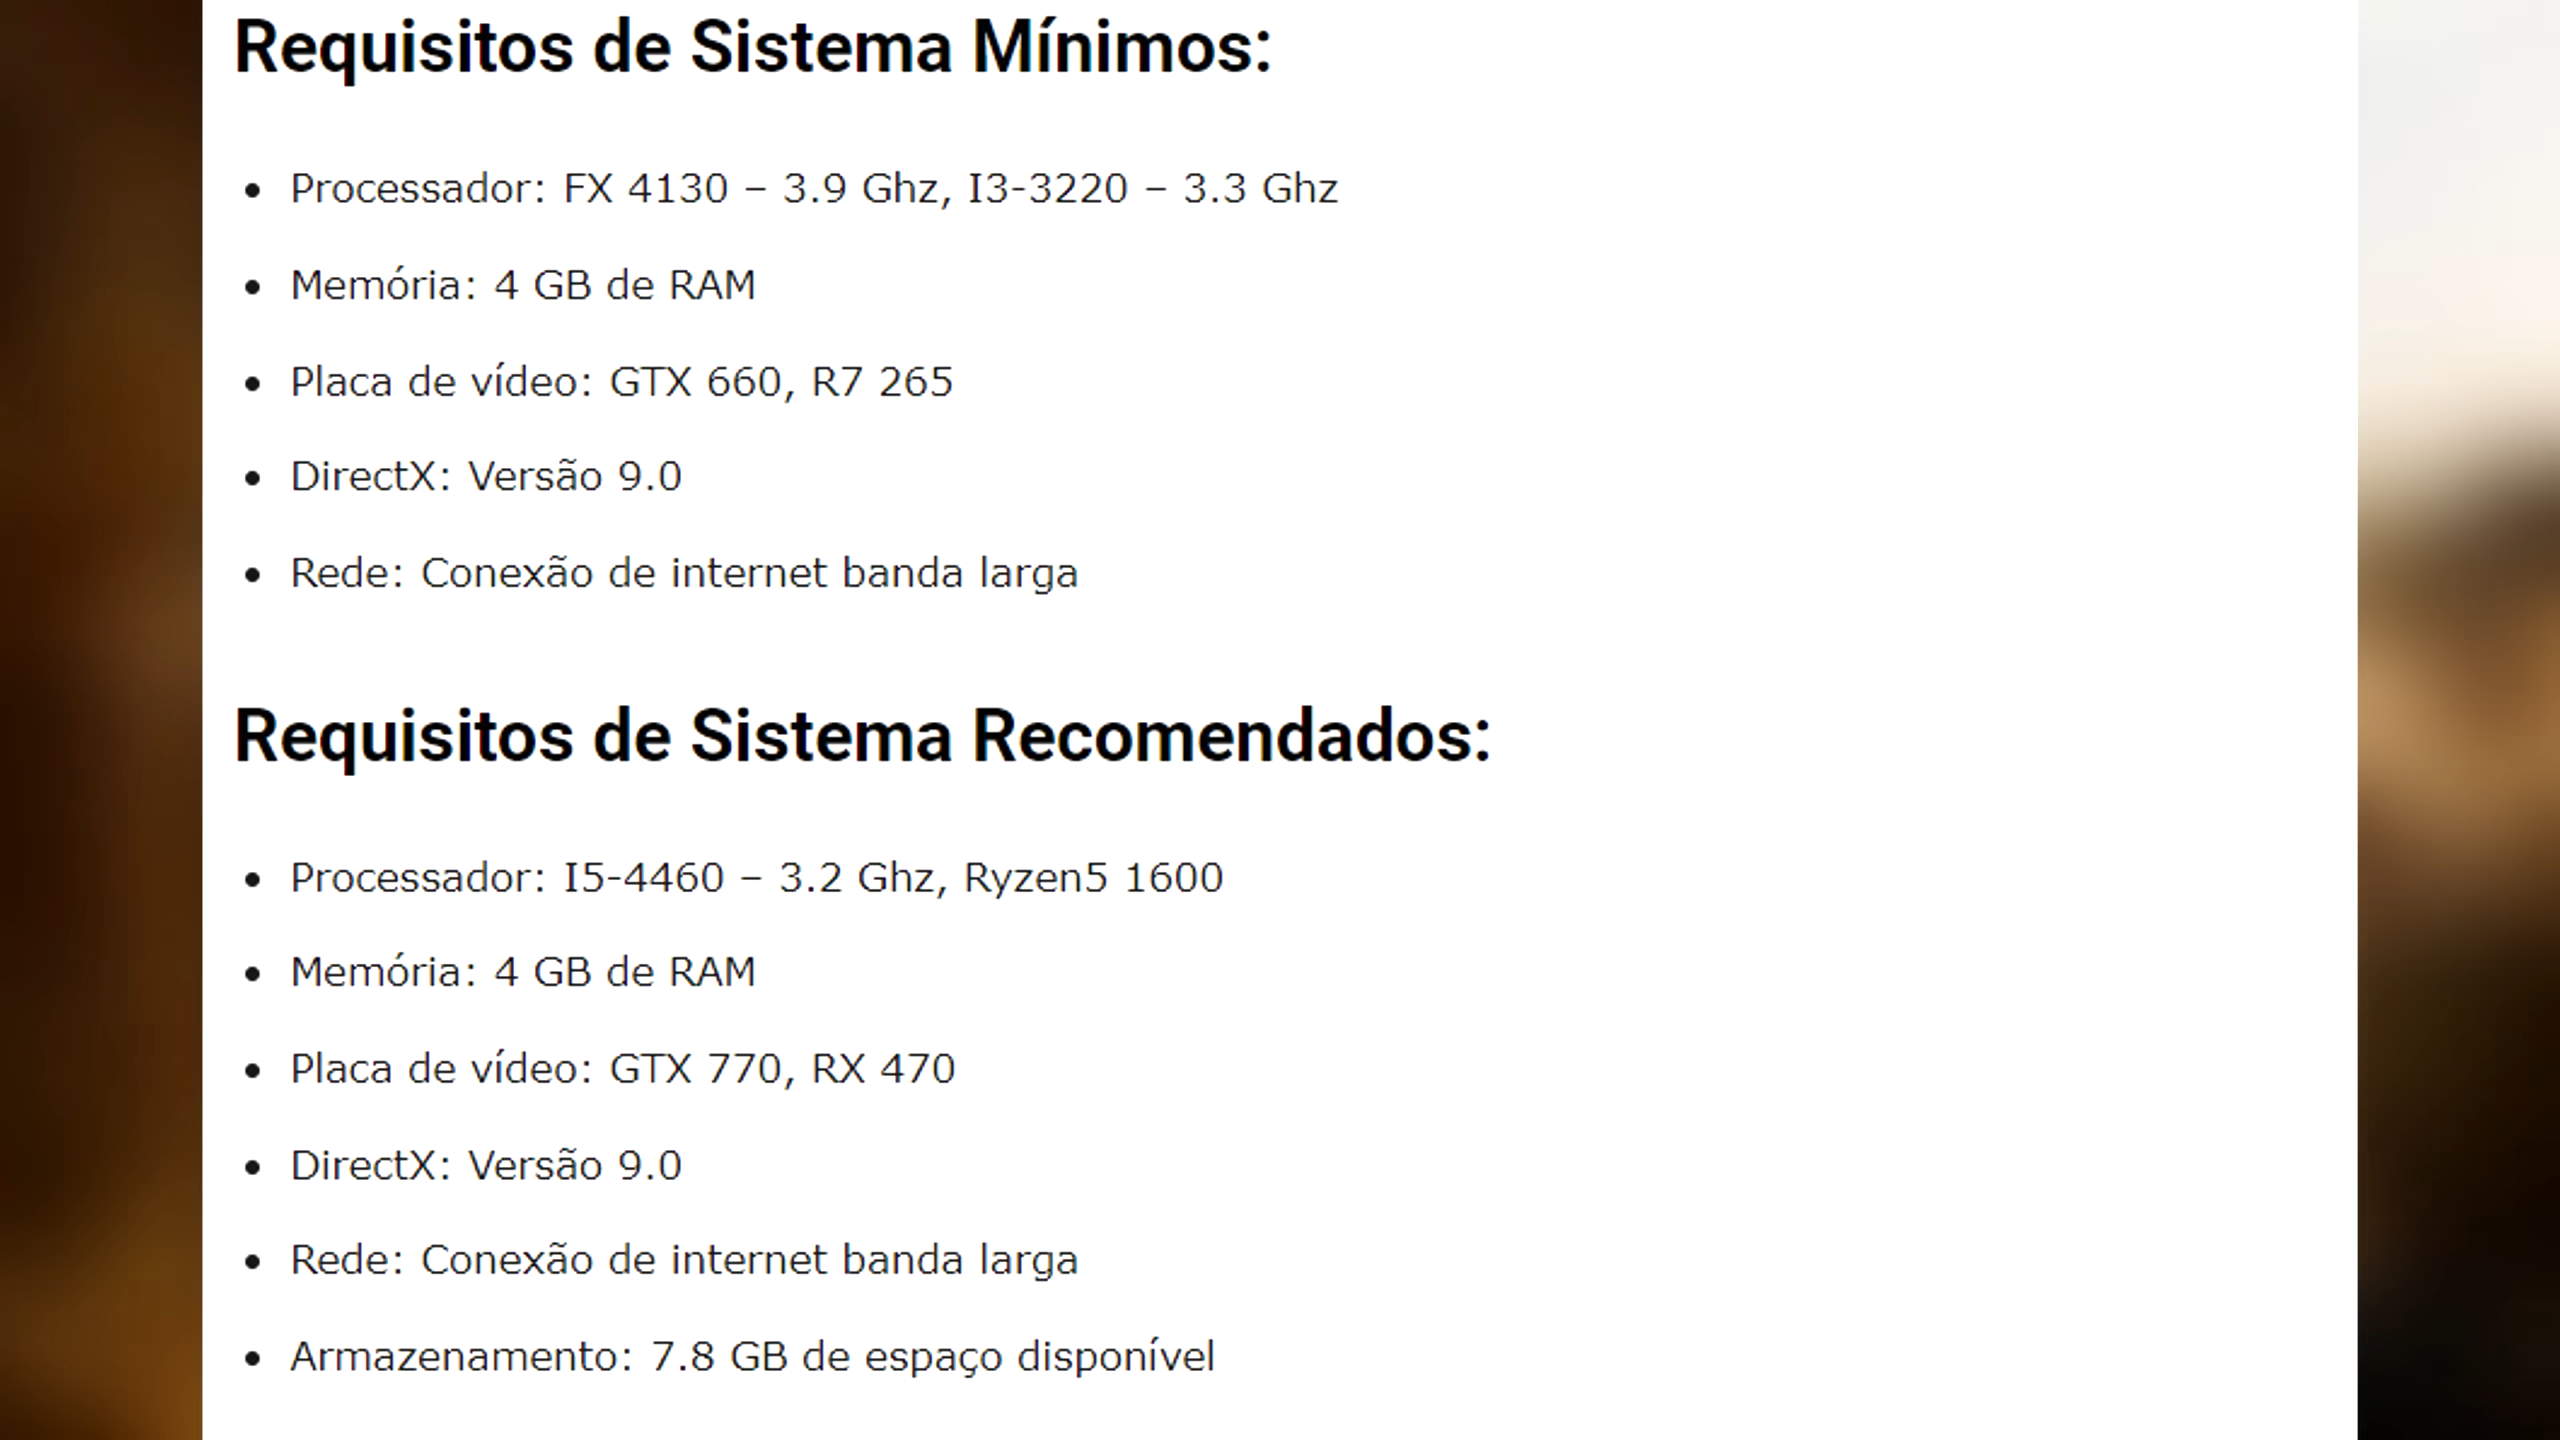 Requisitos de Sistema Mínimos:
• Processador: FX 4130 – 3.9 Ghz, I3-3220 – 3.3 Ghz
• Memória: 4 GB de RAM
• Placa de vídeo: GTX 660, R7 265
• DirectX: Versão 9.0
• Rede: Conexão de internet banda larga
Requisitos de Sistema Recomendados:
• Processador: I5-4460 – 3.2 Ghz, Ryzen5 1600
• Memória: 4 GB de RAM
• Placa de vídeo: GTX 770, RX 470
• DirectX: Versão 9.0
• Rede: Conexão de internet banda larga
• Armazenamento: 7.8 GB de espaço disponível